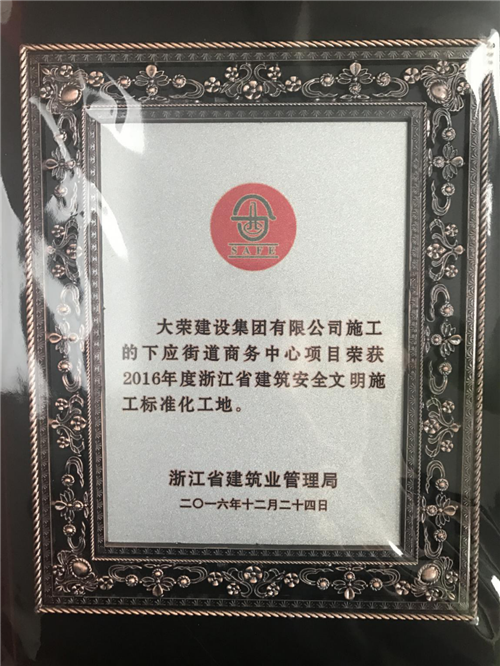 SAFE
大荣建设集团有限公司施工
的下应街道商务中心项目荣获
2016年度浙江省建筑安全文明施
工标准化工地。
浙江省建筑业管理局
二〇一六年十二月二十四日